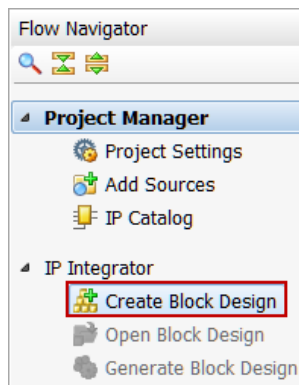 Flow Navigator
Project Manager
Project Settings
Add Sources
IP Catalog
IP Integrator
Create Block Design
Open Block Design
Generate Block Design